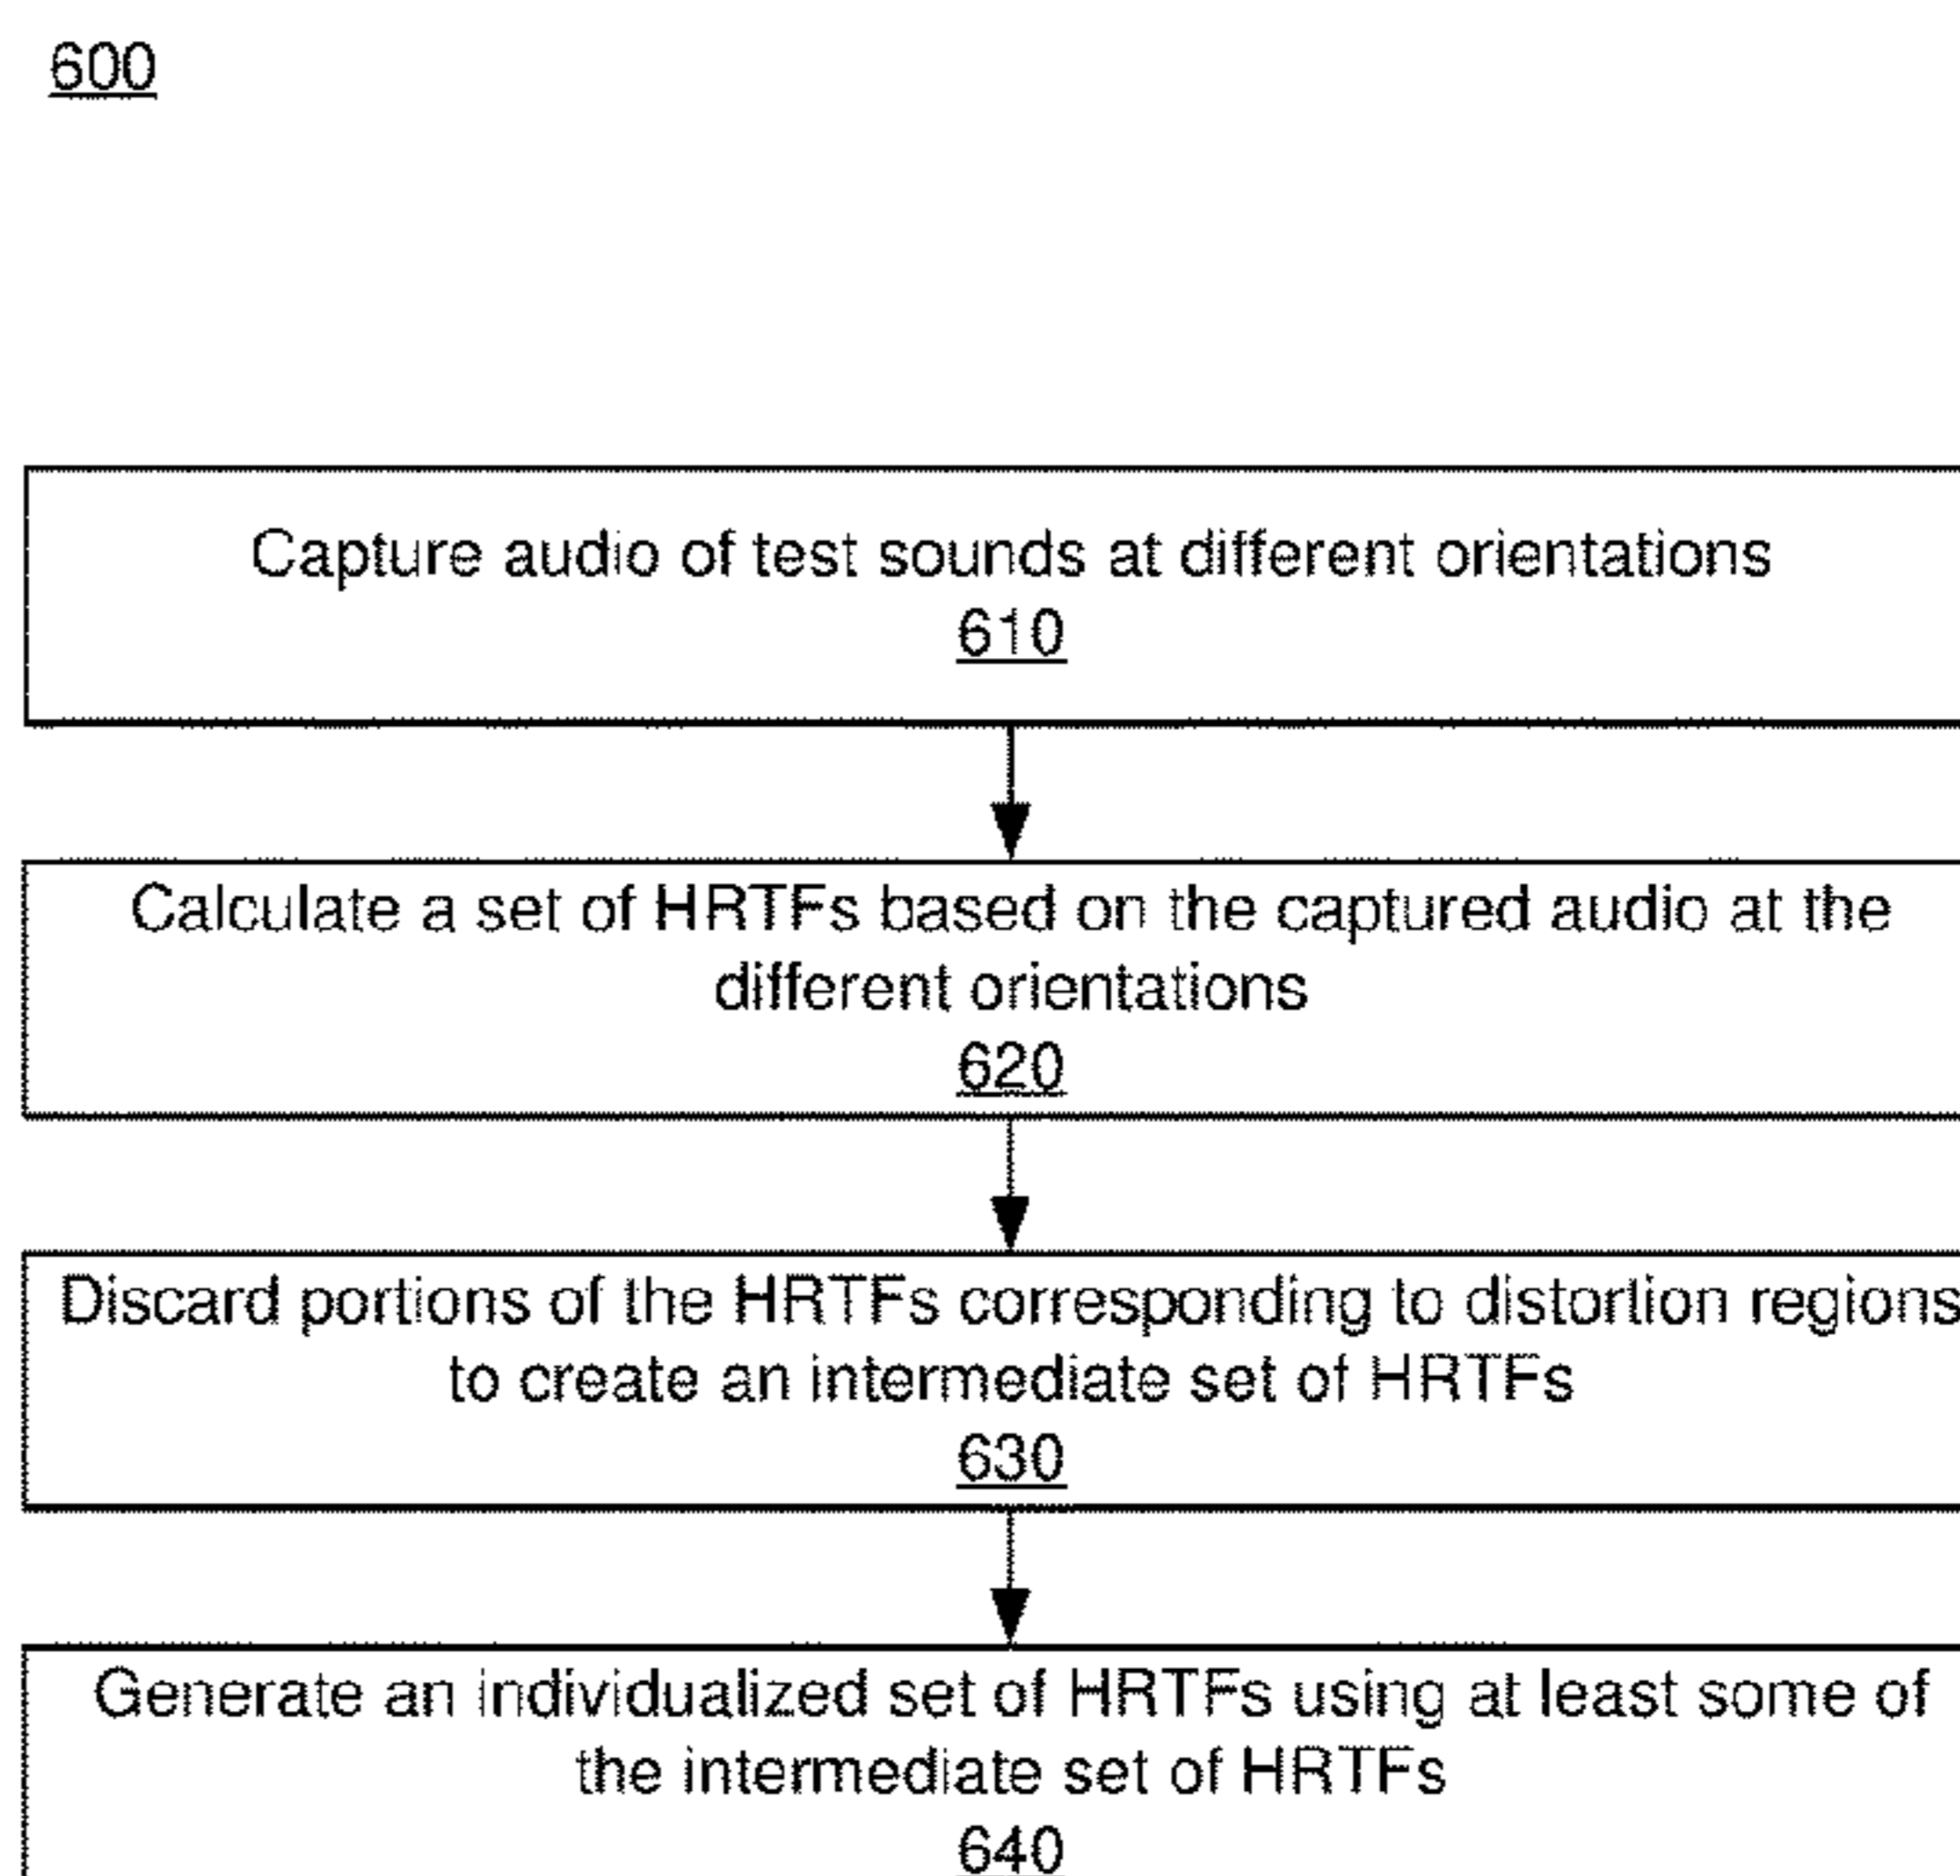 600
Capture audio of test sounds at different orientations
610
Calculate a set of HRTFs based on the captured audio at the
different orientations
620
Discard portions of the HRTFs corresponding to distortion regions
to create an intermediate set of HRTFs
630
Generate an individualized set of HRTFs using at least some of
the intermediate set of HRTFs
640